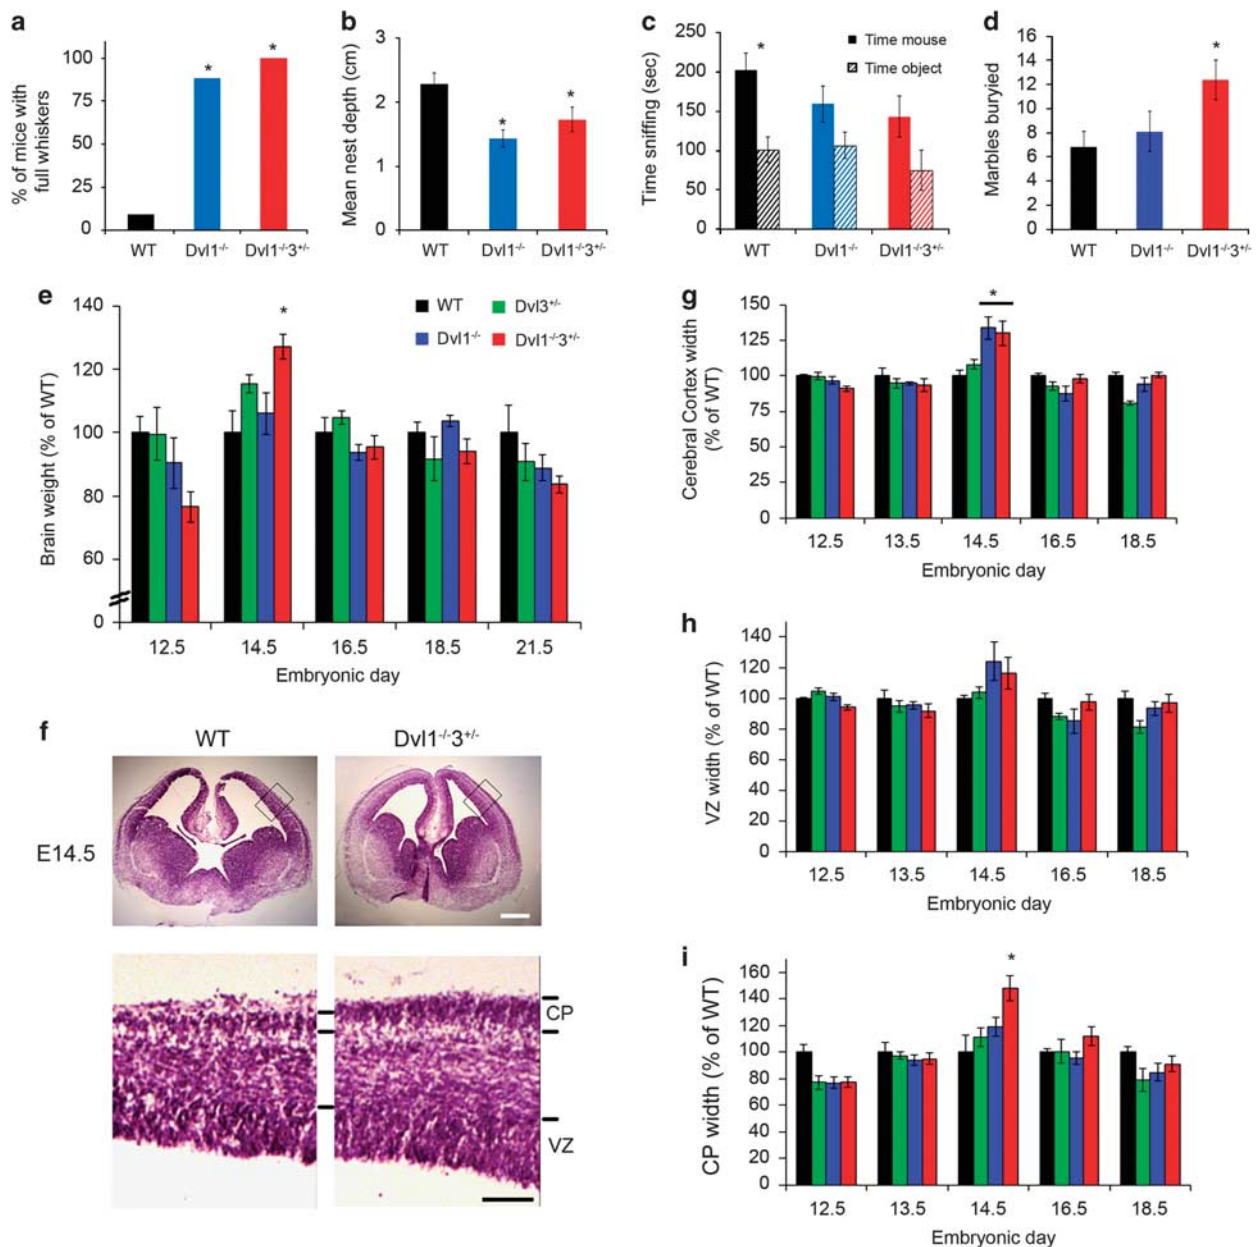 a
% of mice with
full whiskers
100
75
50
25
0
*
*
WT
Dvl1-/-
Dvl1-/-3+/-
b
Mean nest depth (cm)
3
2
1
0
*
*
WT
Dvl1-/-
Dvl1-/-3+/-
c
Time sniffing (sec)
250
200
150
100
50
0
*
Time mouse
Time object
WT
Dvl1-/-
Dvl1-/-3+/-
d
Marbles buryied
16
14
12
10
8
6
4
2
0
*
WT
Dvl1-/-
Dvl1-/-3+/-
e
Brain weight (% of WT)
140
120
100
80
60
0
*
WT
Dvl3+/-
Dvl1-/-
Dvl1-/-3+/-
12.5
14.5
16.5
18.5
21.5
Embryonic day
f
WT
Dvl1-/-3+/-
E14.5
CP
VZ
g
Cerebral Cortex width
(% of WT)
150
125
100
75
50
25
0
*
12.5
13.5
14.5
16.5
18.5
Embryonic day
h
VZ width (% of WT)
140
120
100
80
60
40
20
0
12.5
13.5
14.5
16.5
18.5
Embryonic day
i
CP width (% of WT)
160
140
120
100
80
60
40
20
0
*
12.5
13.5
14.5
16.5
18.5
Embryonic day